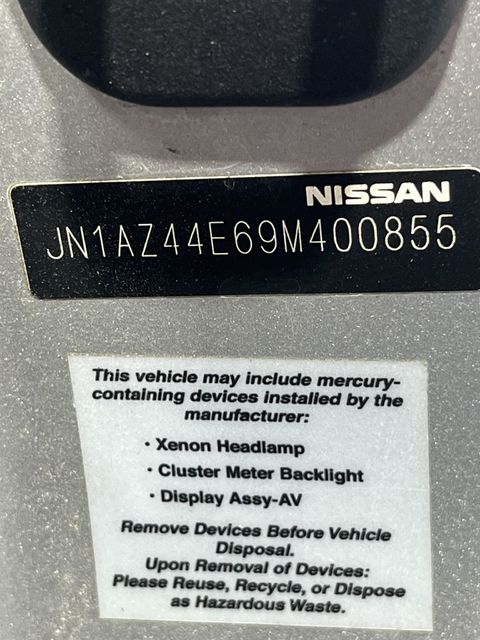 NISSAN
JN1AZ44E69M400855
This vehicle may include mercury-
containing devices installed by the
manufacturer:
· Xenon Headlamp
· Cluster Meter Backlight
· Display Assy-AV
Remove Devices Before Vehicle
Disposal.
Upon Removal of Devices:
Please Reuse, Recycle, or Dispose
as Hazardous Waste.